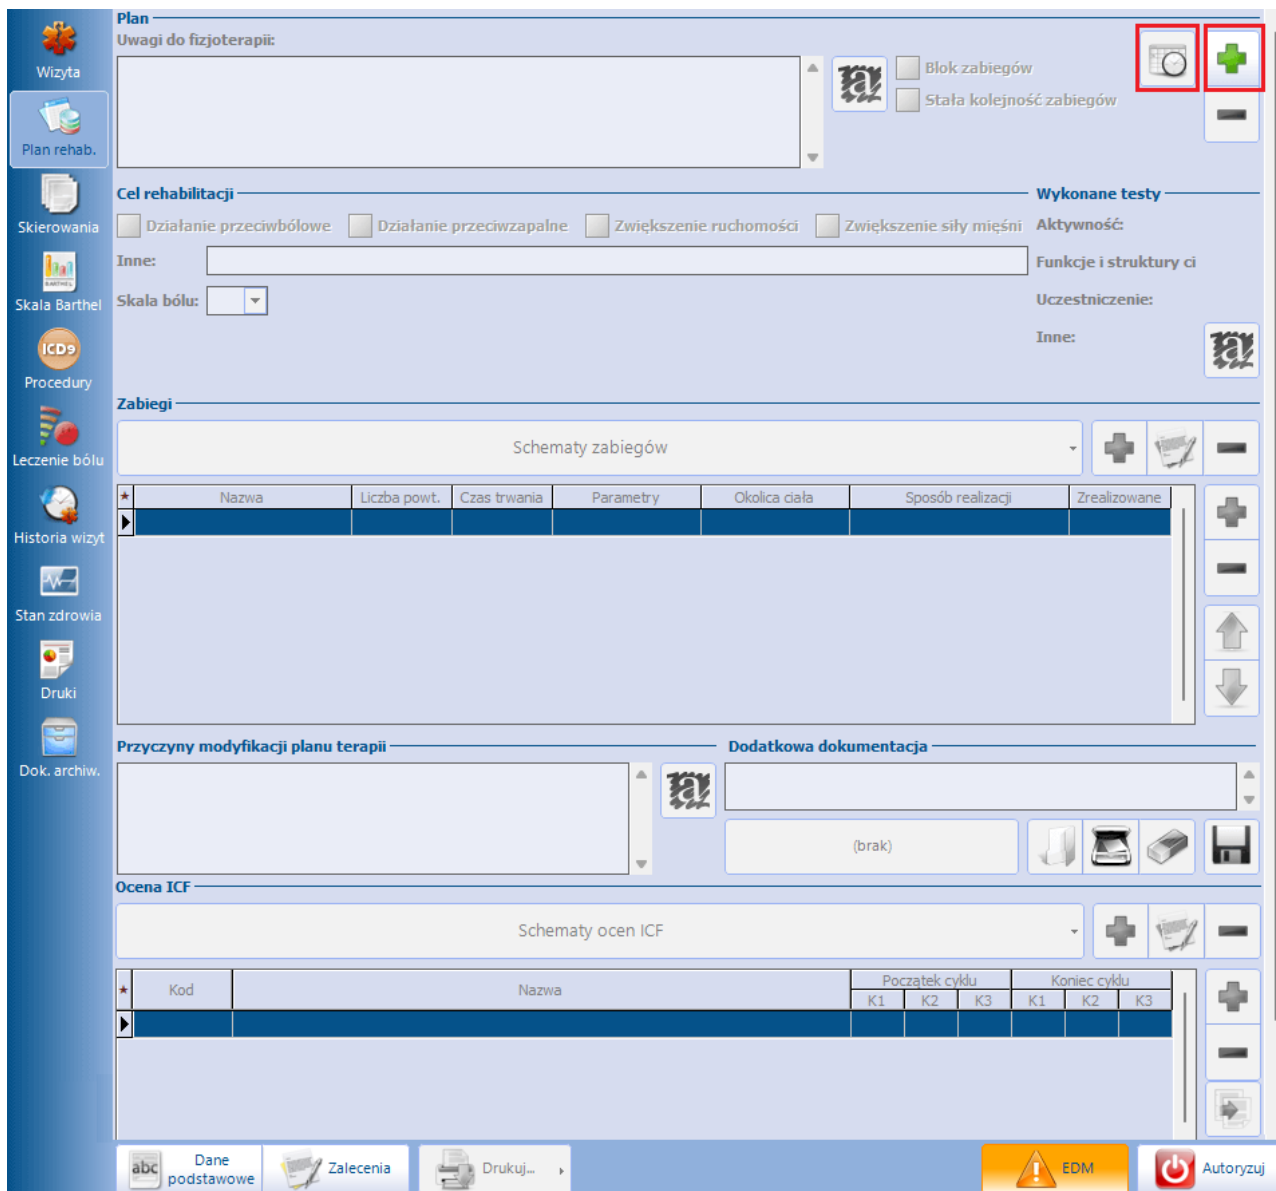 Wizyta
Plan rehab.
Skierowania
BARTHEL
Skala Barthel
ICD9
Procedury
Leczenie bólu
Historia wizyt
Stan zdrowia
Druki
Dok. archiw.
Plan
Uwagi do fizjoterapii:
a
Blok zabiegów
Stała kolejność zabiegów
Cel rehabilitacji
Działanie przeciwbólowe Działanie przeciwzapalne Zwiększenie ruchomości Zwiększenie siły mięśni
Inne:
Skala bólu:
Wykonane testy
Aktywność:
Funkcje i struktury ci
Uczestniczenie:
Inne:
a
Zabiegi
Schematy zabiegów
★ Nazwa Liczba powt. Czas trwania Parametry Okolica ciała Sposób realizacji Zrealizowane
Przyczyny modyfikacji planu terapii
a
Dodatkowa dokumentacja
(brak)
Ocena ICF
Schematy ocen ICF
★ Kod Nazwa Początek cyklu Koniec cyklu
K1 K2 K3 K1 K2 K3
abc Dane podstawowe
Zalecenia
Drukuj...
EDM
Autoryzuj